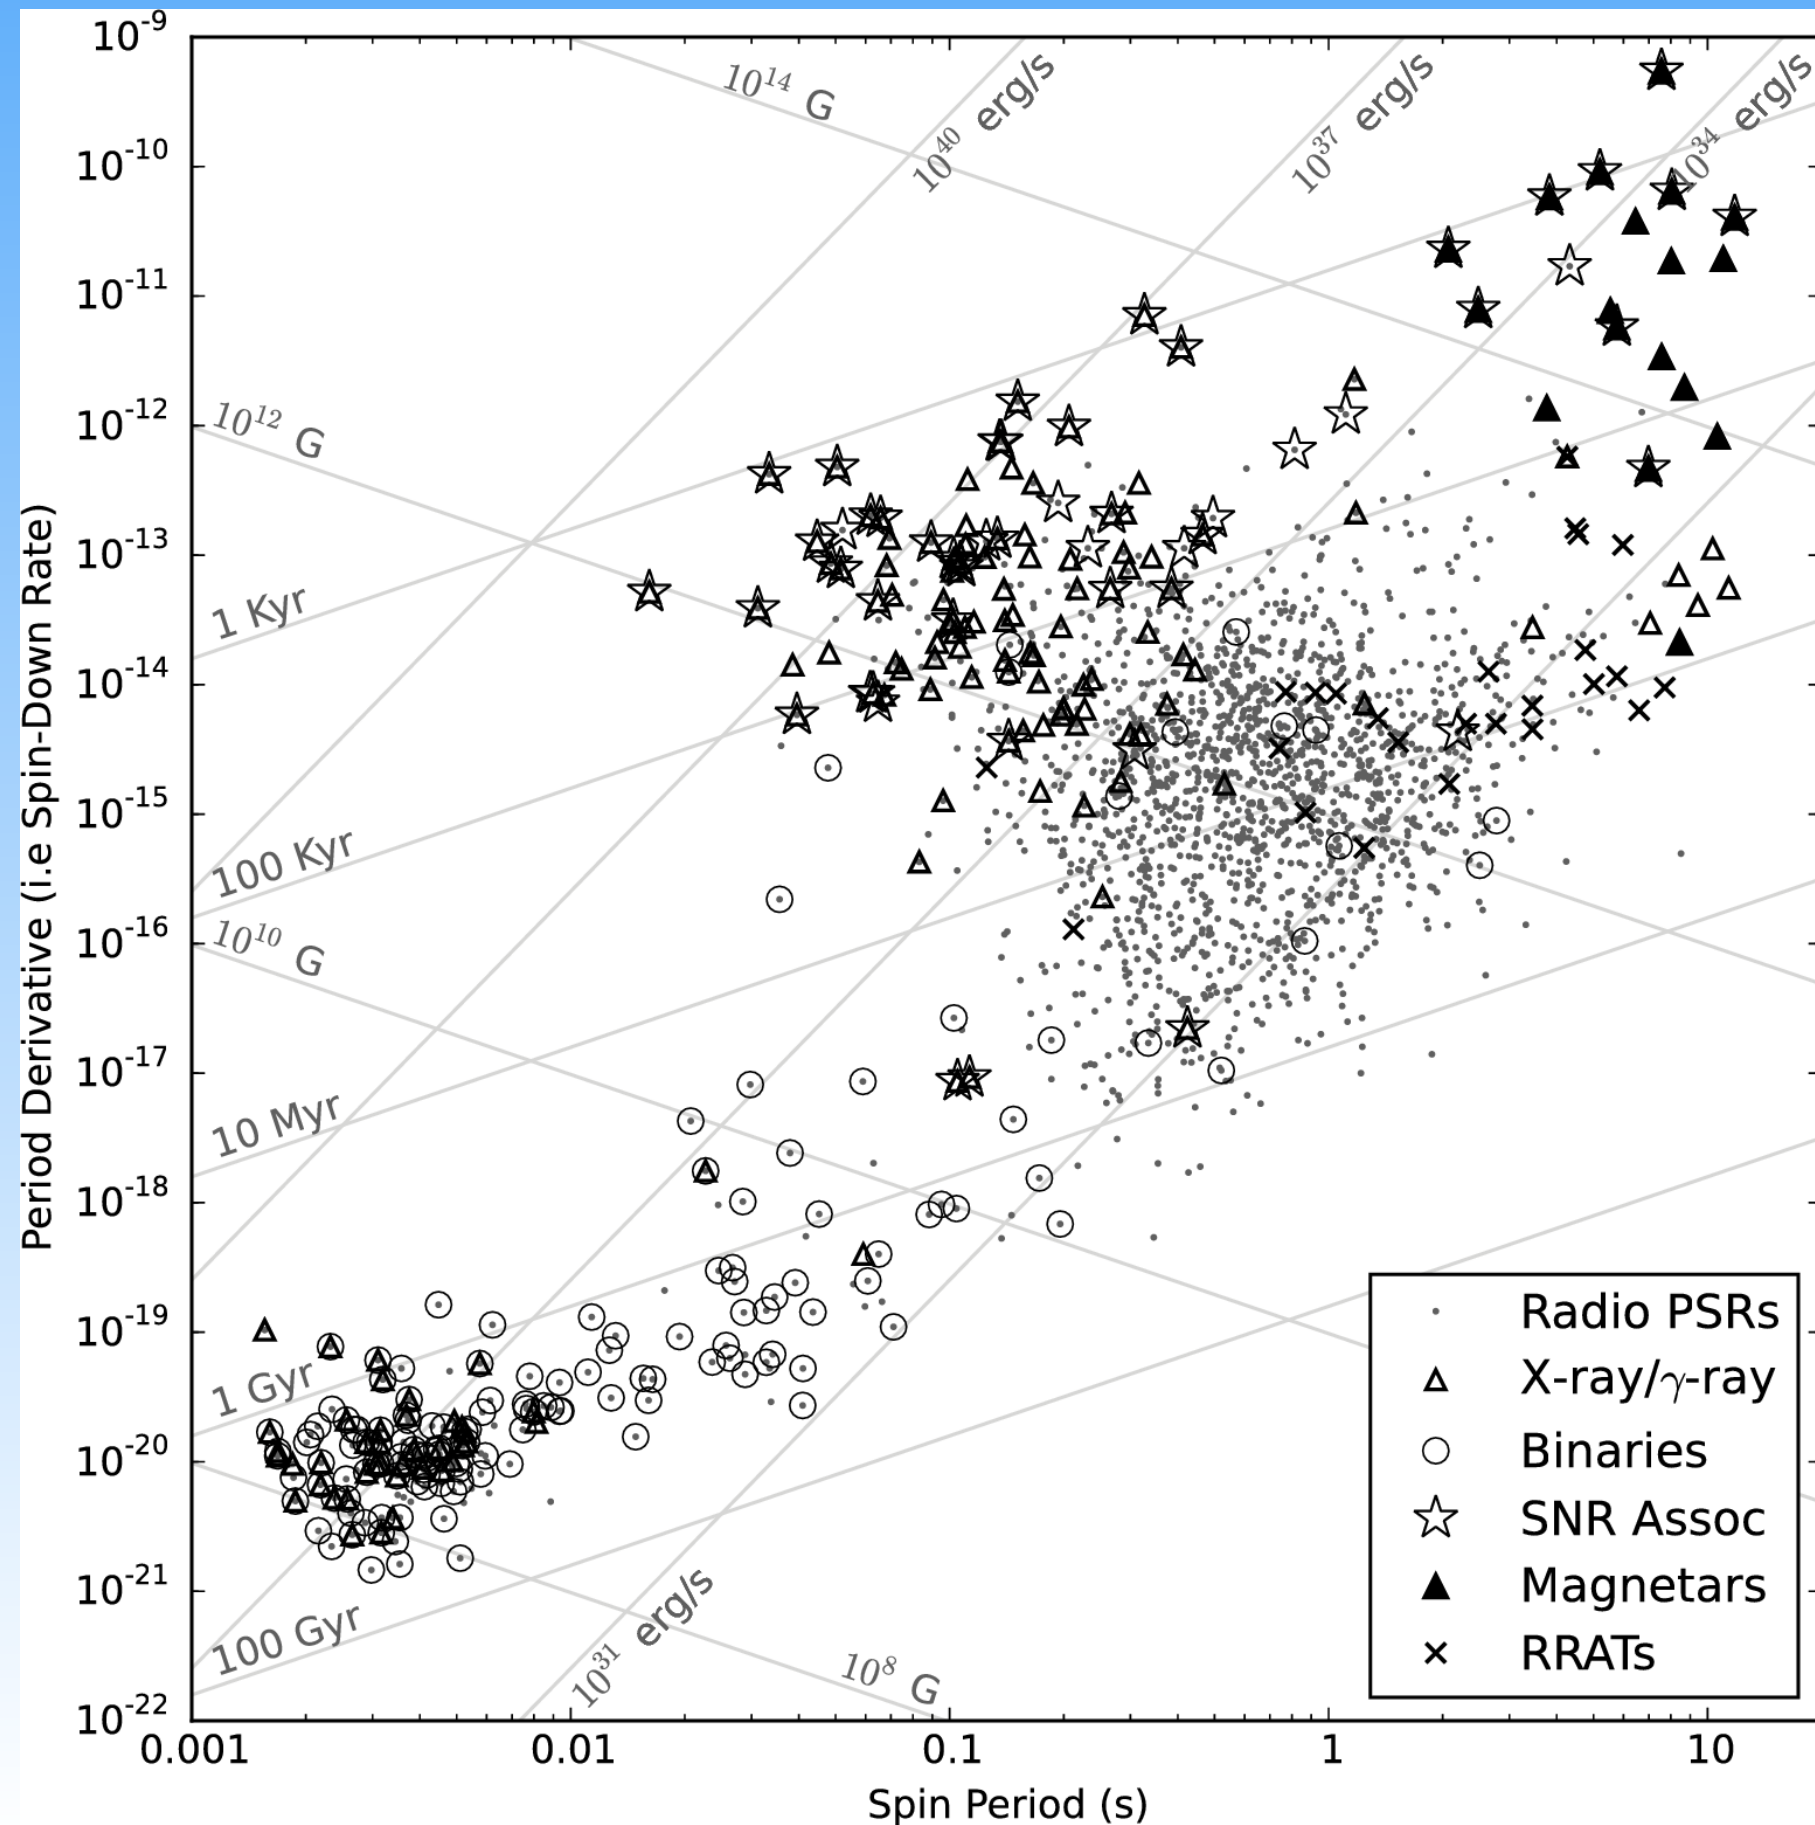 10^-9
10^-10
10^-11
10^-12
10^-13
10^-14
10^-15
10^-16
10^-17
10^-18
10^-19
10^-20
10^-21
10^-22
Period Derivative (i.e Spin-Down Rate)
10^14 G
10^40 erg/s
10^37 erg/s
10^34 erg/s
10^12 G
1 Kyr
100 Kyr
10^10 G
10 Myr
1 Gyr
100 Gyr
10^31 erg/s
10^8 G
Radio PSRs
X-ray/γ-ray
Binaries
SNR Assoc
Magnetars
RRATs
0.001
0.01
0.1
1
10
Spin Period (s)